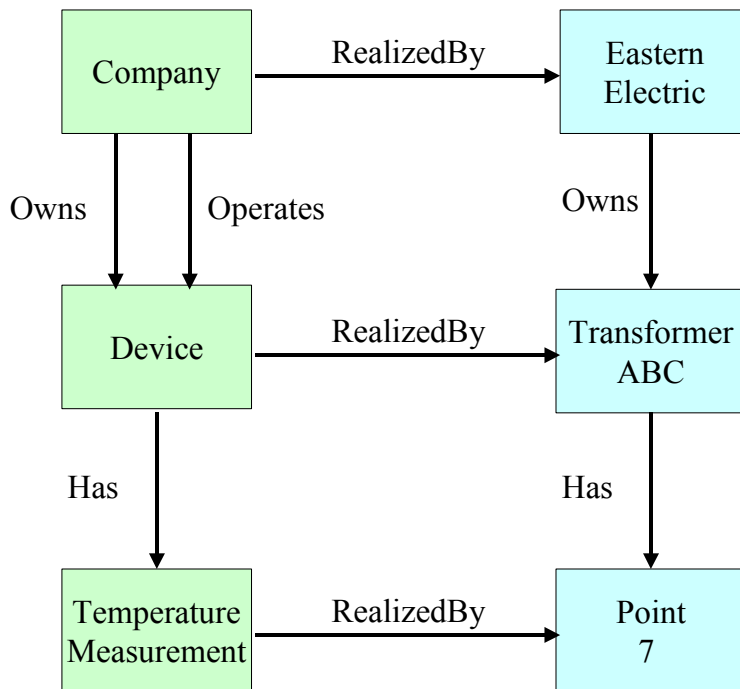 Company
RealizedBy
Eastern
Electric
Owns
Operates
Owns
Device
RealizedBy
Transformer
ABC
Has
Has
Temperature
Measurement
RealizedBy
Point
7